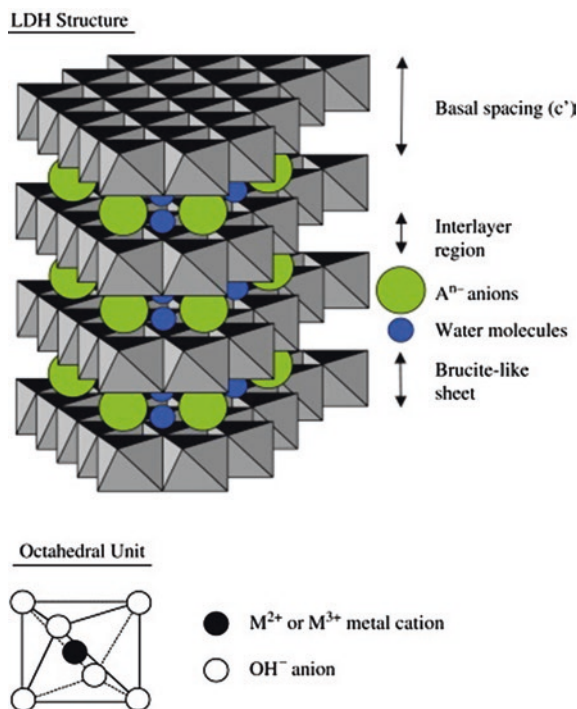 LDH Structure
Basal spacing (c’)
Interlayer
region
Aⁿ⁻ anions
Water molecules
Brucite-like
sheet
Octahedral Unit
M²⁺ or M³⁺ metal cation
OH⁻ anion